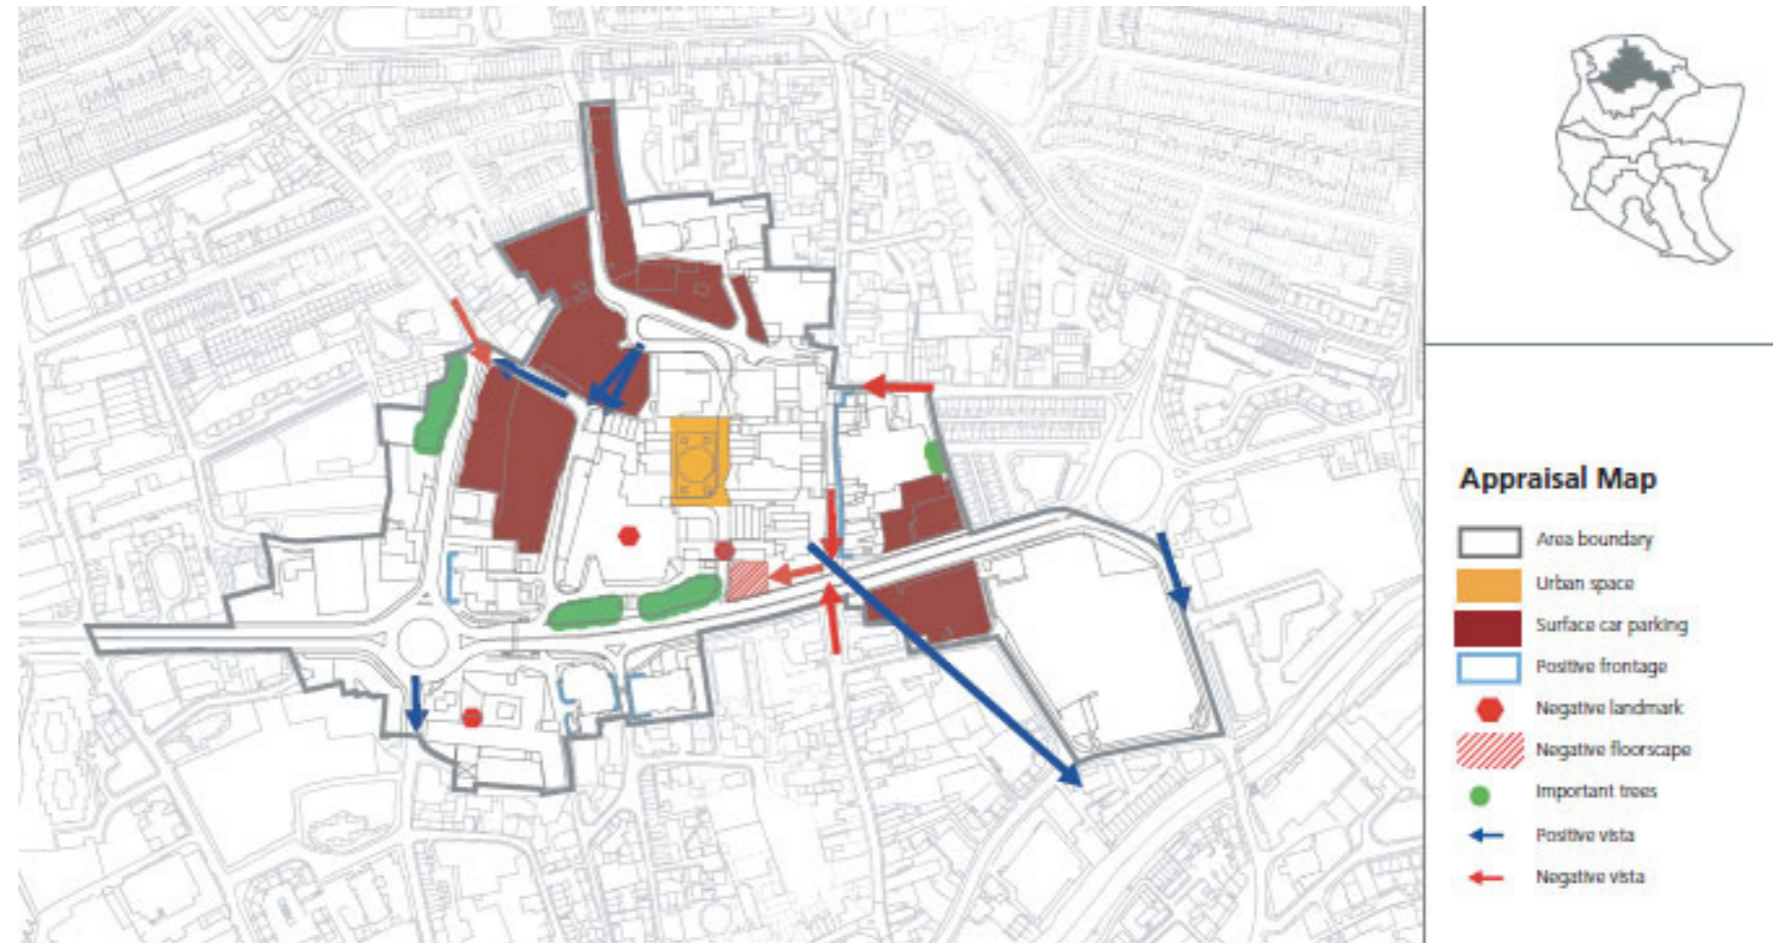 Appraisal Map
Area boundary
Urban space
Surface car parking
Positive frontage
Negative landmark
Negative floorscape
Important trees
Positive vista
Negative vista